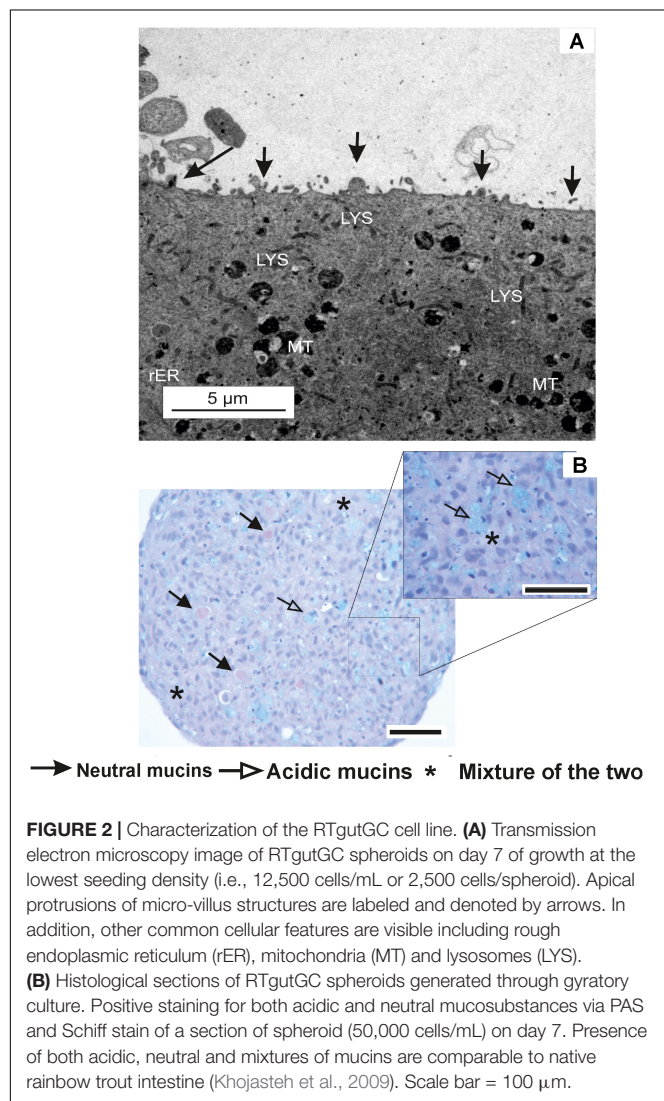 A
LYS
LYS
LYS
MT
rER
MT
5 µm
B
*
*
*
*
Neutral mucins Acidic mucins * Mixture of the two
FIGURE 2 | Characterization of the RTgutGC cell line. (A) Transmission
electron microscopy image of RTgutGC spheroids on day 7 of growth at the
lowest seeding density (i.e., 12,500 cells/mL or 2,500 cells/spheroid). Apical
protrusions of micro-villus structures are labeled and denoted by arrows. In
addition, other common cellular features are visible including rough
endoplasmic reticulum (rER), mitochondria (MT) and lysosomes (LYS).
(B) Histological sections of RTgutGC spheroids generated through gyratory
culture. Positive staining for both acidic and neutral mucosubstances via PAS
and Schiff stain of a section of spheroid (50,000 cells/mL) on day 7. Presence
of both acidic, neutral and mixtures of mucins are comparable to native
rainbow trout intestine (Khojasteh et al., 2009). Scale bar = 100 µm.